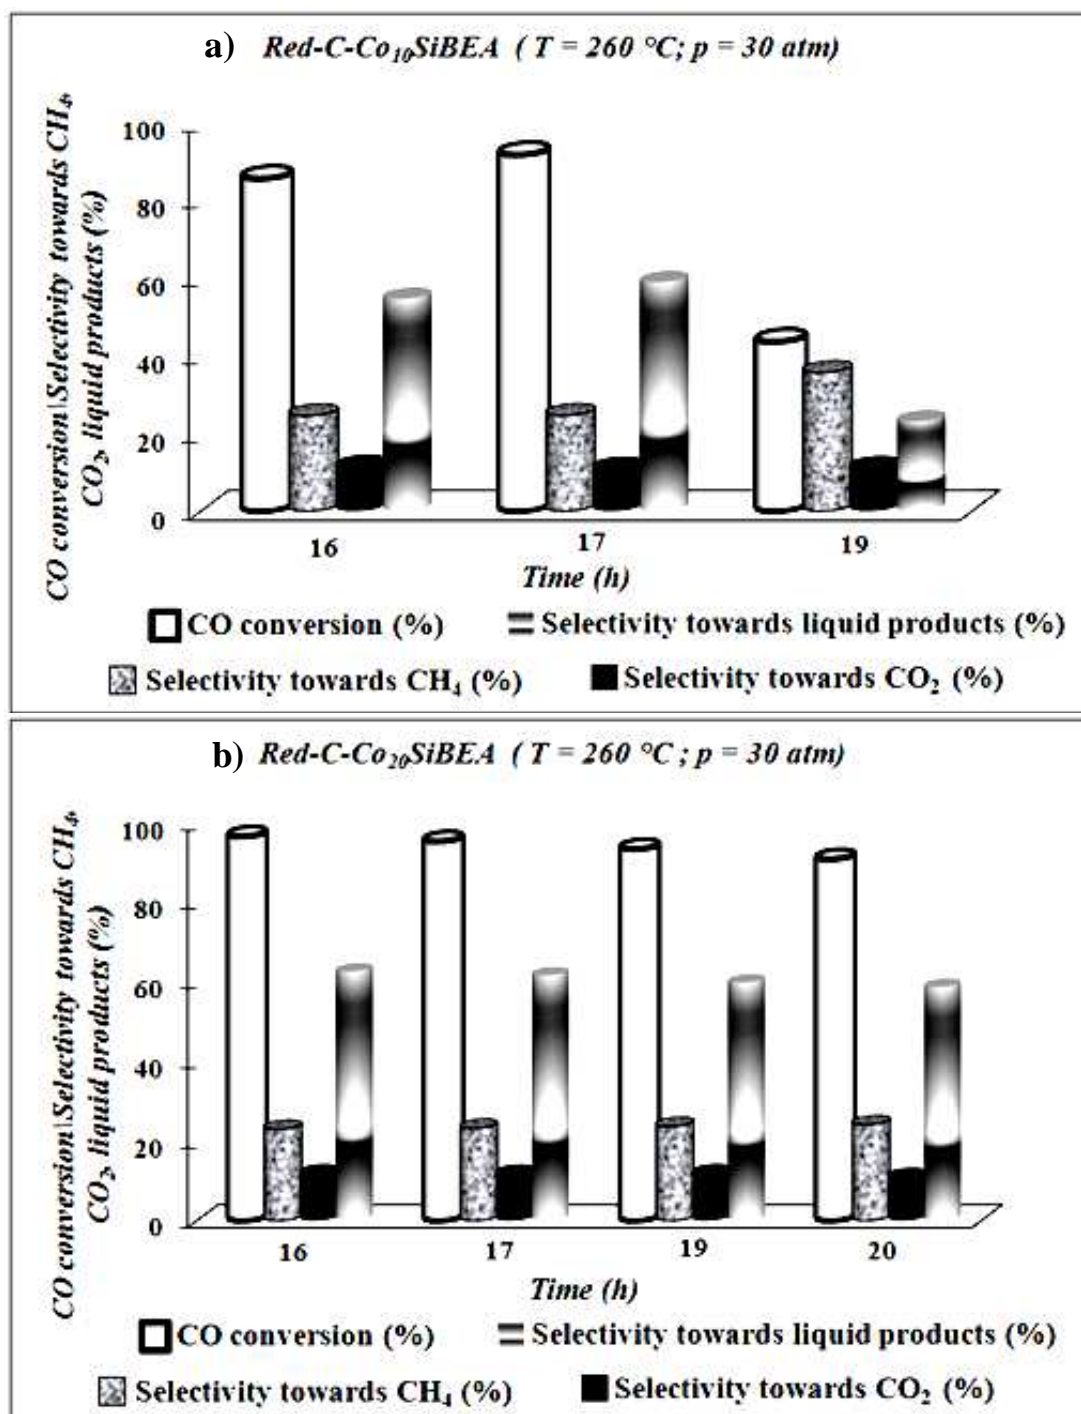 a) Red-C-Co₁₀SiBEA ( T = 260 °C; p = 30 atm)
CO conversion\Selectivity towards CH₄,
CO₂, liquid products (%)
100
80
60
40
20
0
16 17 19
Time (h)
CO conversion (%) Selectivity towards liquid products (%)
Selectivity towards CH₄ (%) Selectivity towards CO₂ (%)
b) Red-C-Co₂₀SiBEA ( T = 260 °C ; p = 30 atm)
CO conversion\Selectivity towards CH₄,
CO₂, liquid products (%)
100
80
60
40
20
0
16 17 19 20
Time (h)
CO conversion (%) Selectivity towards liquid products (%)
Selectivity towards CH₄ (%) Selectivity towards CO₂ (%)